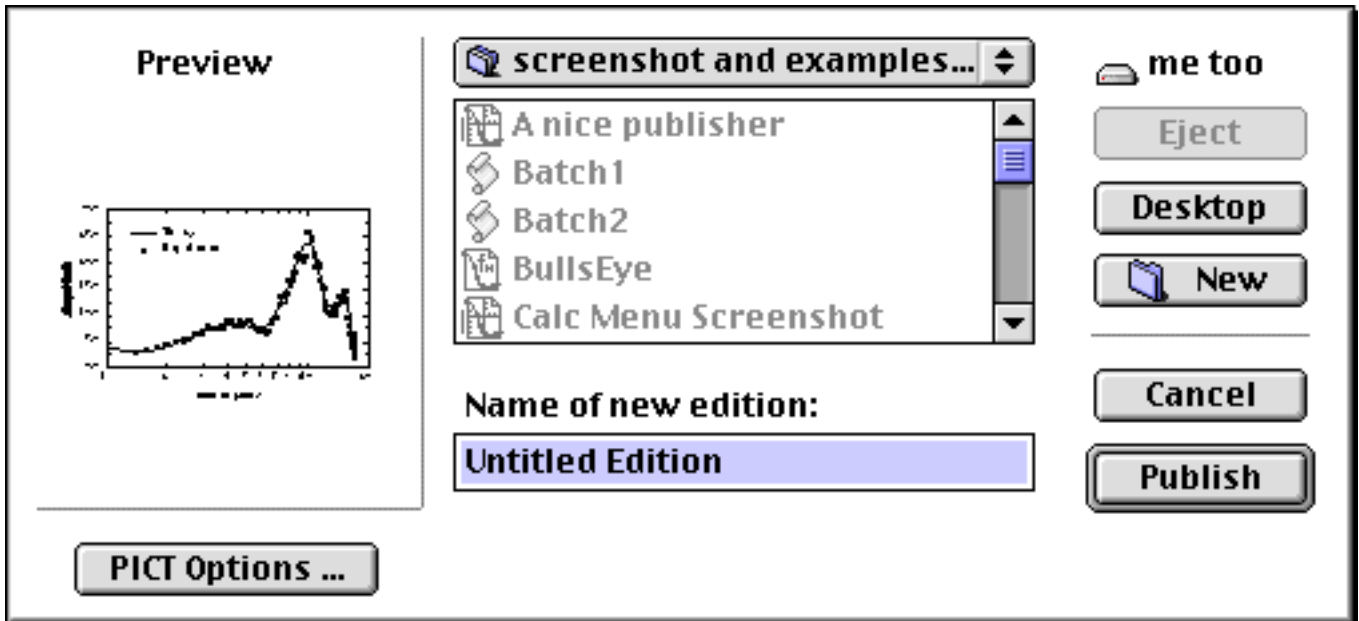 Preview
screenshot and examples...
me too
A nice publisher
Batch1
Batch2
BullsEye
Calc Menu Screenshot
Eject
Desktop
New
Name of new edition:
Untitled Edition
Cancel
Publish
PICT Options ...